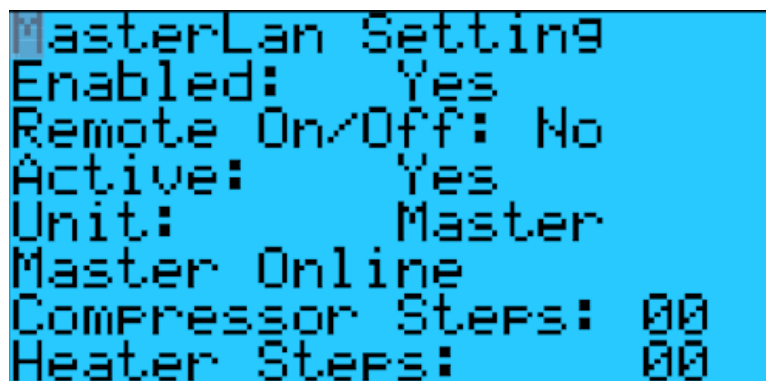 MasterLan Setting
Enabled: Yes
Remote On/Off: No
Active: Yes
Unit: Master
Master Online
Compressor Steps: 00
Heater Steps: 00